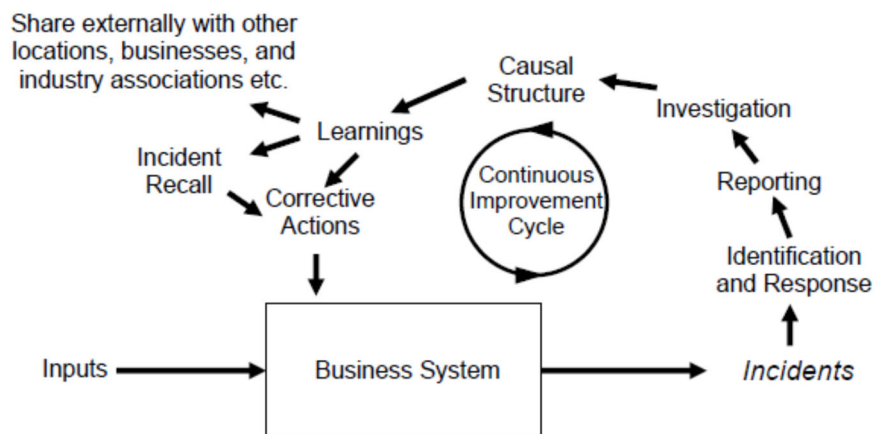 Share externally with other
locations, businesses, and
industry associations etc.
Causal
Structure
Investigation
Learnings
Incident
Recall
Continuous
Improvement
Cycle
Reporting
Corrective
Actions
Identification
and Response
Inputs
Business System
Incidents